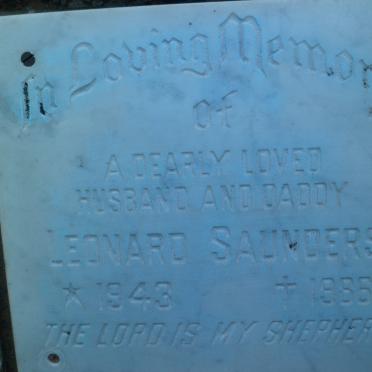 In Loving Memor
of
A DEARLY LOVED
HUSBAND AND DADDY
LEONARD SAUNDERS
★ 1943 ✝
THE LORD IS MY SHEPHER